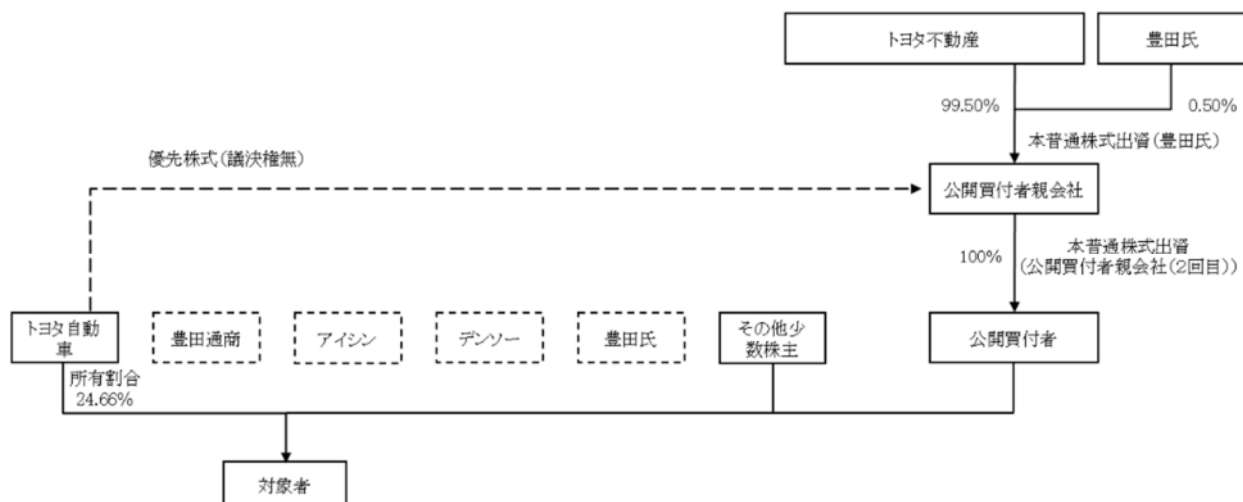 トヨタ不動産
豊田氏
99.50%
0.50%
本普通株式出資(豊田氏)
優先株式(議決権無)
公開買付者親会社
100%
本普通株式出資
(公開買付者親会社(2回目))
トヨタ自動
車
豊田通商
アイシン
デンソー
豊田氏
その他少
数株主
公開買付者
所有割合
24.66%
対象者